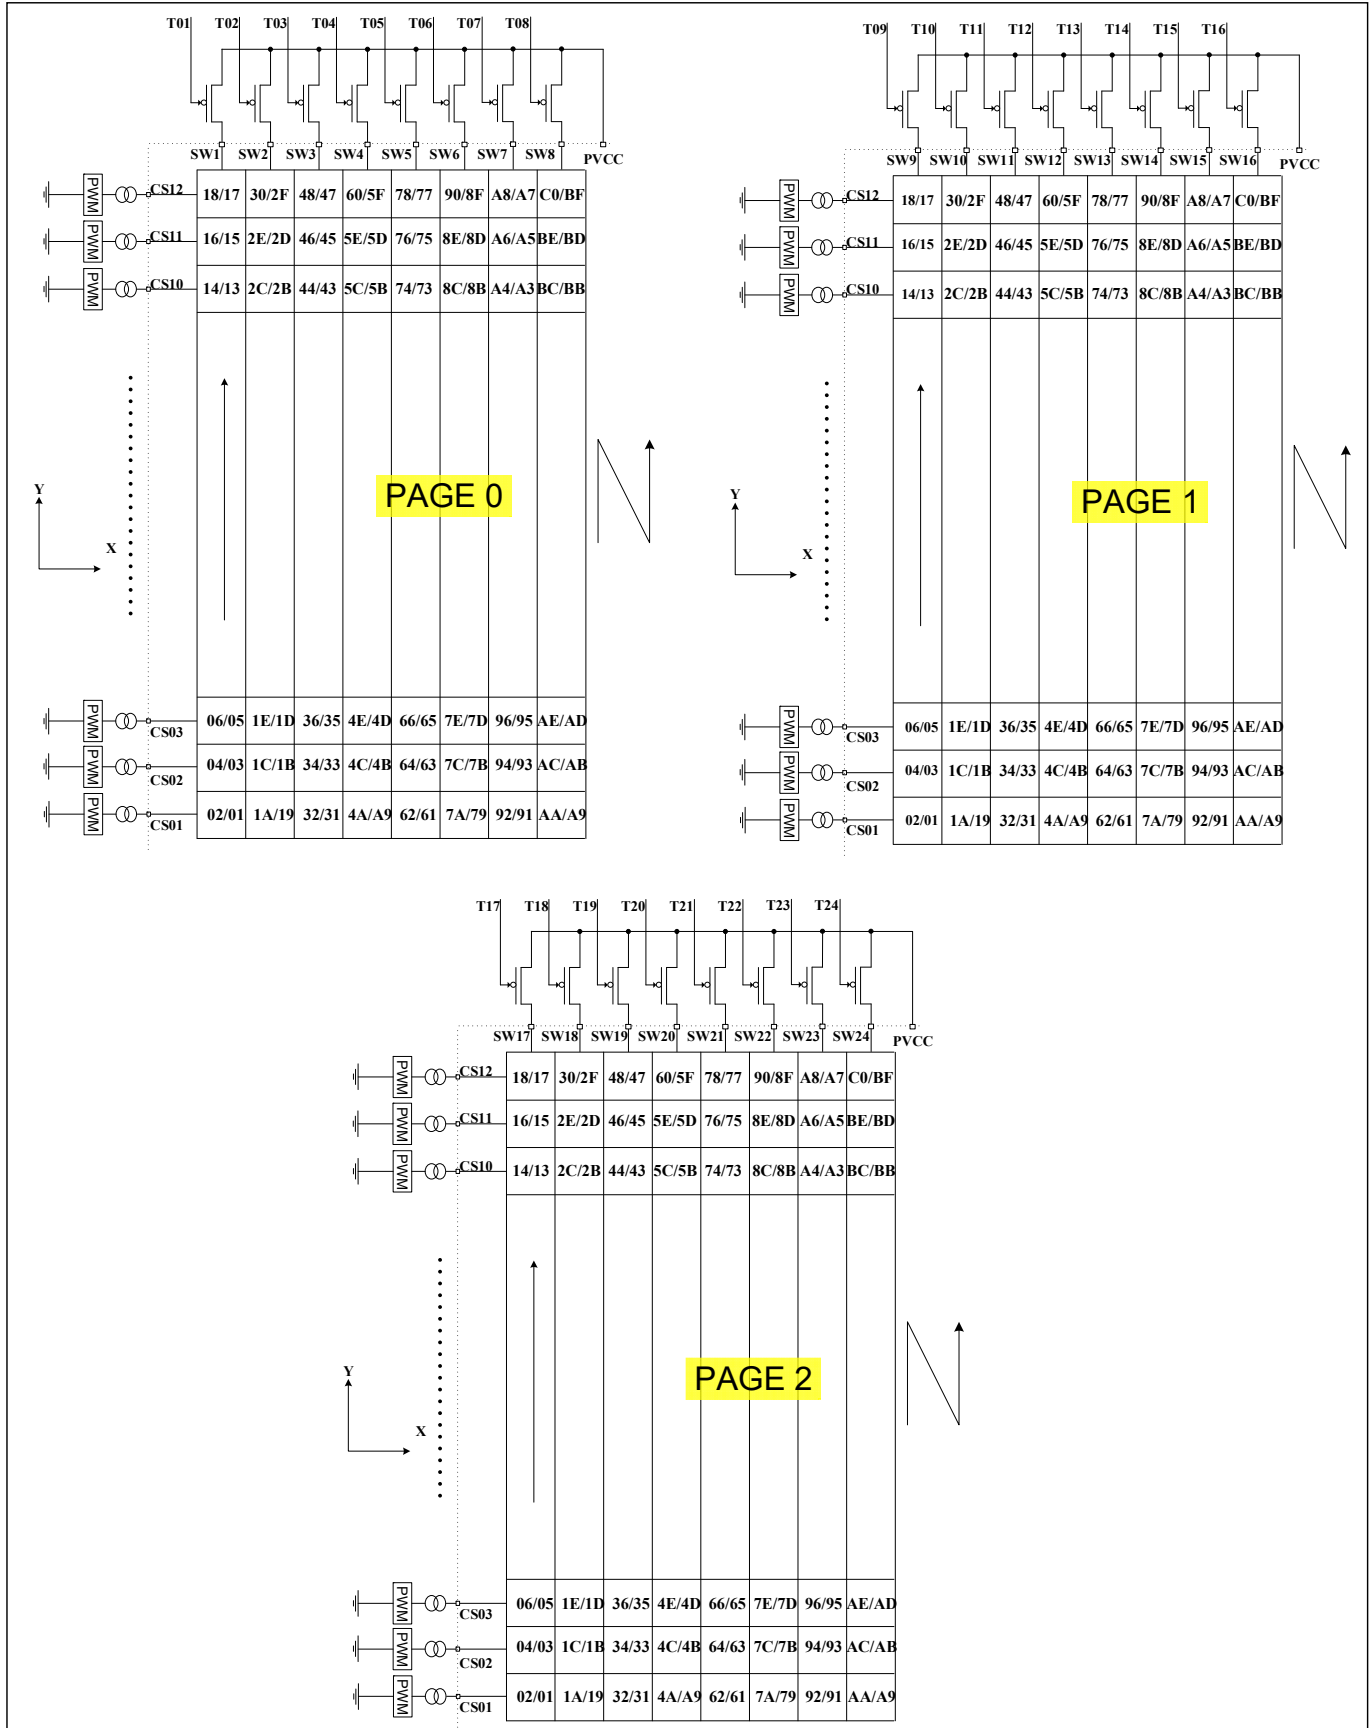 T01 T02 T03 T04 T05 T06 T07 T08
SW1 SW2 SW3 SW4 SW5 SW6 SW7 SW8 PVCC
PWM CS12 18/17 30/2F 48/47 60/5F 78/77 90/8F A8/A7 C0/BF
PWM CS11 16/15 2E/2D 46/45 5E/5D 76/75 8E/8D A6/A5 BE/BD
PWM CS10 14/13 2C/2B 44/43 5C/5B 74/73 8C/8B A4/A3 BC/BB
PAGE 0
Y
X
PWM CS03 06/05 1E/1D 36/35 4E/4D 66/65 7E/7D 96/95 AE/AD
PWM CS02 04/03 1C/1B 34/33 4C/4B 64/63 7C/7B 94/93 AC/AB
PWM CS01 02/01 1A/19 32/31 4A/A9 62/61 7A/79 92/91 AA/A9
T09 T10 T11 T12 T13 T14 T15 T16
SW9 SW10 SW11 SW12 SW13 SW14 SW15 SW16 PVCC
PWM CS12 18/17 30/2F 48/47 60/5F 78/77 90/8F A8/A7 C0/BF
PWM CS11 16/15 2E/2D 46/45 5E/5D 76/75 8E/8D A6/A5 BE/BD
PWM CS10 14/13 2C/2B 44/43 5C/5B 74/73 8C/8B A4/A3 BC/BB
PAGE 1
Y
X
PWM CS03 06/05 1E/1D 36/35 4E/4D 66/65 7E/7D 96/95 AE/AD
PWM CS02 04/03 1C/1B 34/33 4C/4B 64/63 7C/7B 94/93 AC/AB
PWM CS01 02/01 1A/19 32/31 4A/A9 62/61 7A/79 92/91 AA/A9
T17 T18 T19 T20 T21 T22 T23 T24
SW17 SW18 SW19 SW20 SW21 SW22 SW23 SW24 PVCC
PWM CS12 18/17 30/2F 48/47 60/5F 78/77 90/8F A8/A7 C0/BF
PWM CS11 16/15 2E/2D 46/45 5E/5D 76/75 8E/8D A6/A5 BE/BD
PWM CS10 14/13 2C/2B 44/43 5C/5B 74/73 8C/8B A4/A3 BC/BB
PAGE 2
Y
X
PWM CS03 06/05 1E/1D 36/35 4E/4D 66/65 7E/7D 96/95 AE/AD
PWM CS02 04/03 1C/1B 34/33 4C/4B 64/63 7C/7B 94/93 AC/AB
PWM CS01 02/01 1A/19 32/31 4A/A9 62/61 7A/79 92/91 AA/A9